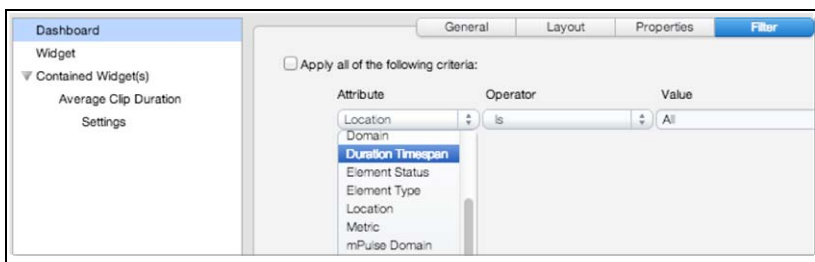 Dashboard
Widget
Contained Widget(s)
Average Clip Duration
Settings
General Layout Properties Filter
Apply all of the following criteria:
Attribute Operator Value
Location Is All
Domain
Duration Timespan
Element Status
Element Type
Location
Metric
mPulse Domain